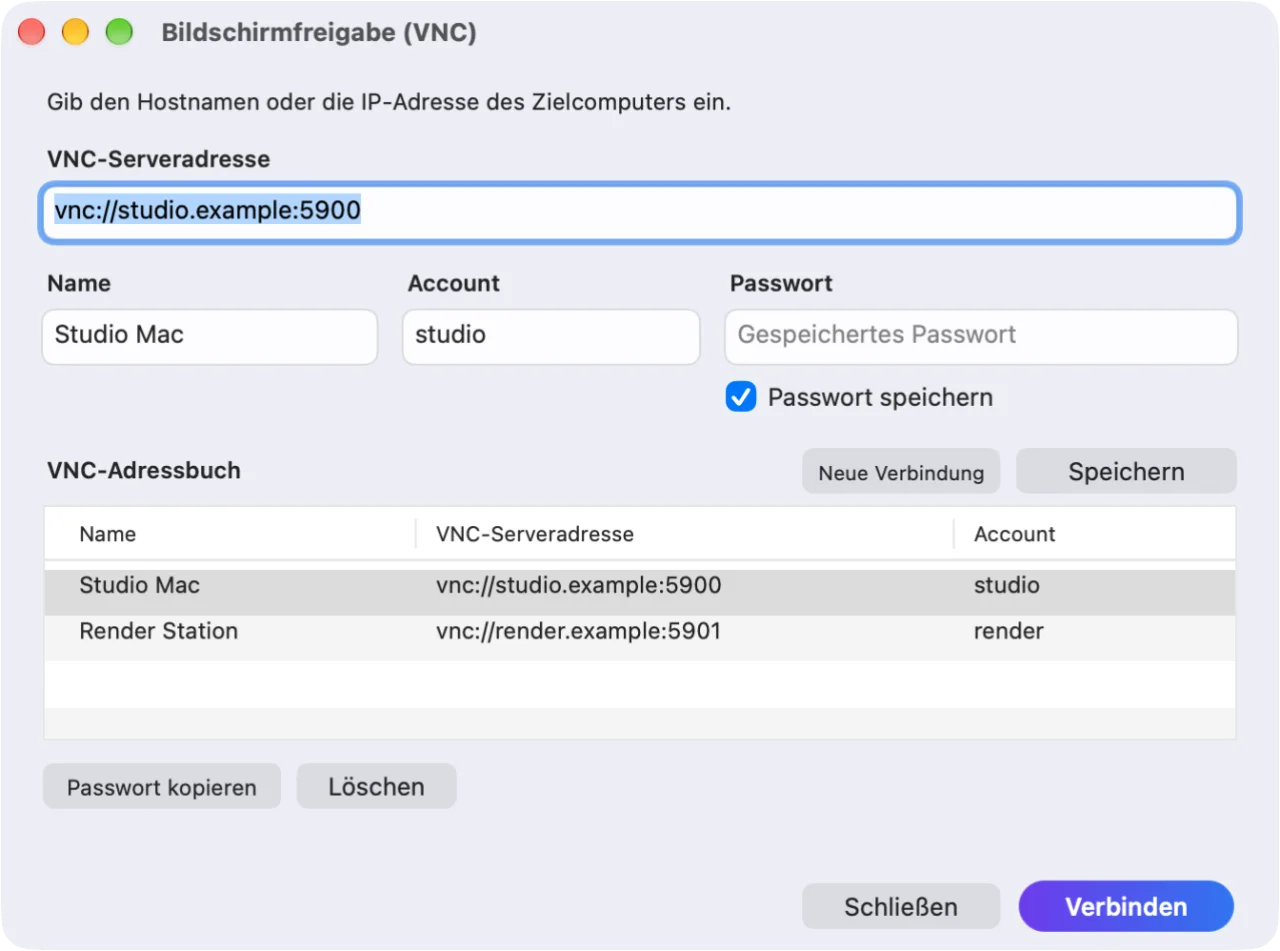 Bildschirmfreigabe (VNC)
Gib den Hostnamen oder die IP-Adresse des Zielcomputers ein.
VNC-Serveradresse
vnc://studio.example:5900
Name Account Passwort
Studio Mac studio Gespeichertes Passwort
Passwort speichern
VNC-Adressbuch Neue Verbindung Speichern
Name VNC-Serveradresse Account
Studio Mac vnc://studio.example:5900 studio
Render Station vnc://render.example:5901 render
Passwort kopieren Löschen
Schließen Verbinden